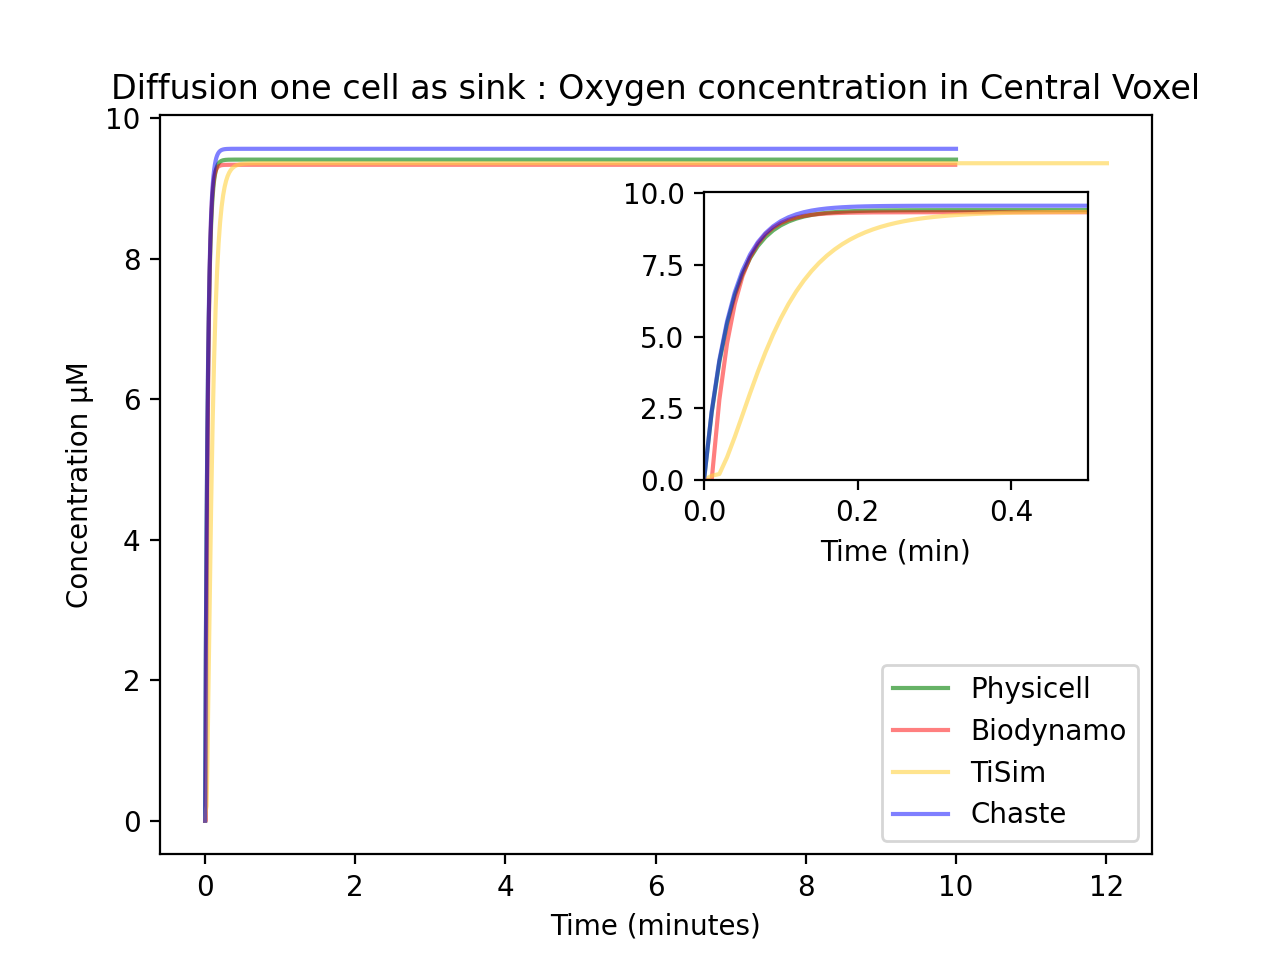 Diffusion one cell as sink : Oxygen concentration in Central Voxel
10
8
6
4
2
0
Concentration µM
10.0
7.5
5.0
2.5
0.0
0.0 0.2 0.4
Time (min)
Physicell
Biodynamo
TiSim
Chaste
0 2 4 6 8 10 12
Time (minutes)